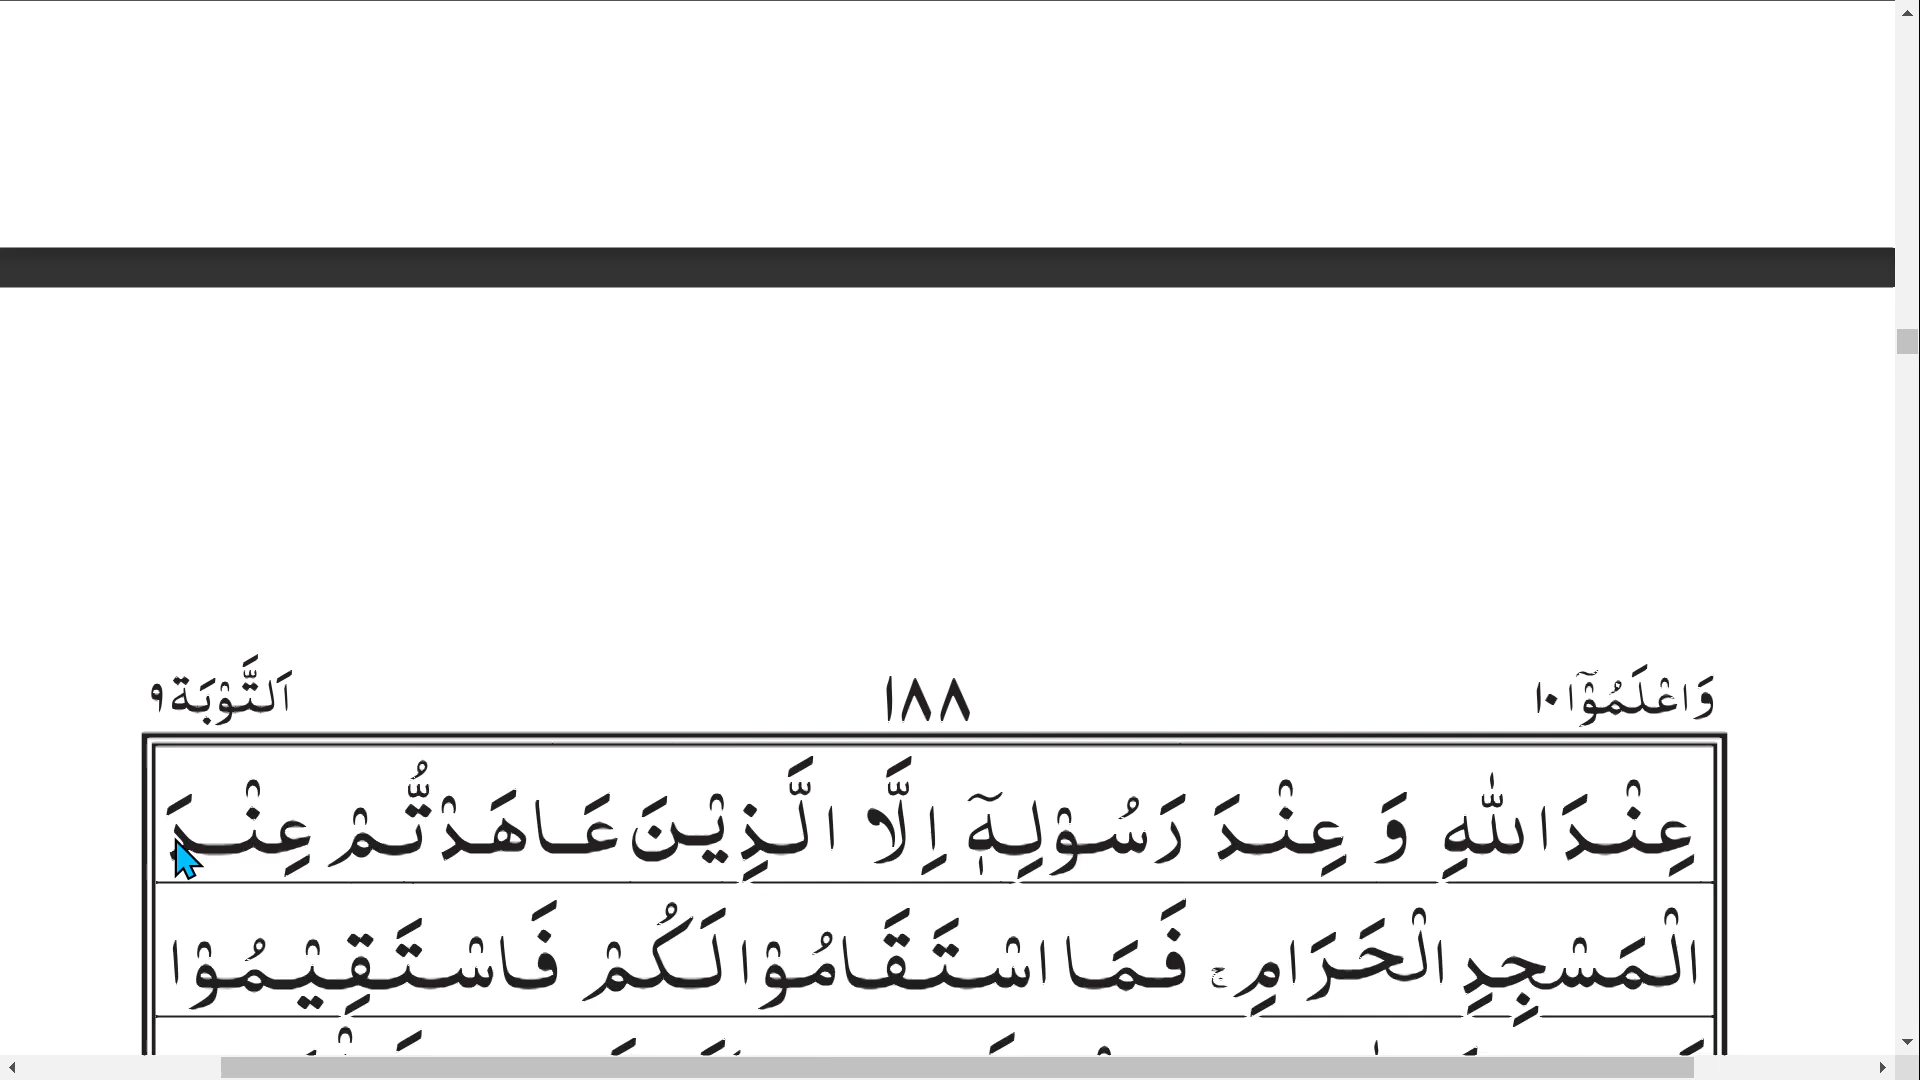 وَاعْلَمُوْۤا ١٠ ١٨٨ اَلتَّوْبَة ٩
عِنْدَ اللّٰهِ وَ عِنْدَ رَسُوْلِهٖۤ اِلَّا الَّذِيْنَ عَاهَدْتُّمْ عِنْدَ
الْمَسْجِدِ الْحَرَامِ ۚ فَمَا اسْتَقَامُوْا لَكُمْ فَاسْتَقِيْمُوْا